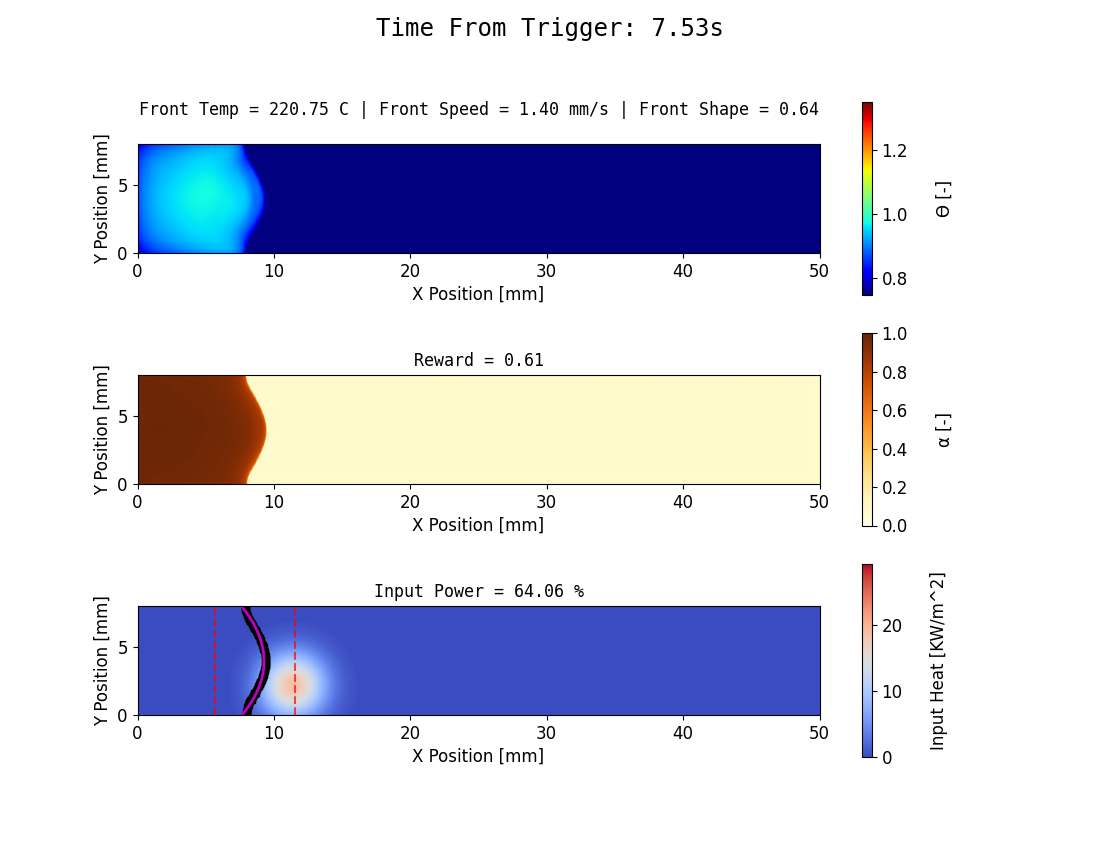 Time From Trigger: 7.53s
Front Temp = 220.75 C | Front Speed = 1.40 mm/s | Front Shape = 0.64
Y Position [mm]
5
0
0 10 20 30 40 50
X Position [mm]
1.2
1.0
0.8
Θ [-]
Reward = 0.61
Y Position [mm]
5
0
0 10 20 30 40 50
X Position [mm]
1.0
0.8
0.6
0.4
0.2
0.0
α [-]
Input Power = 64.06 %
Y Position [mm]
5
0
0 10 20 30 40 50
X Position [mm]
20
10
0
Input Heat [KW/m^2]